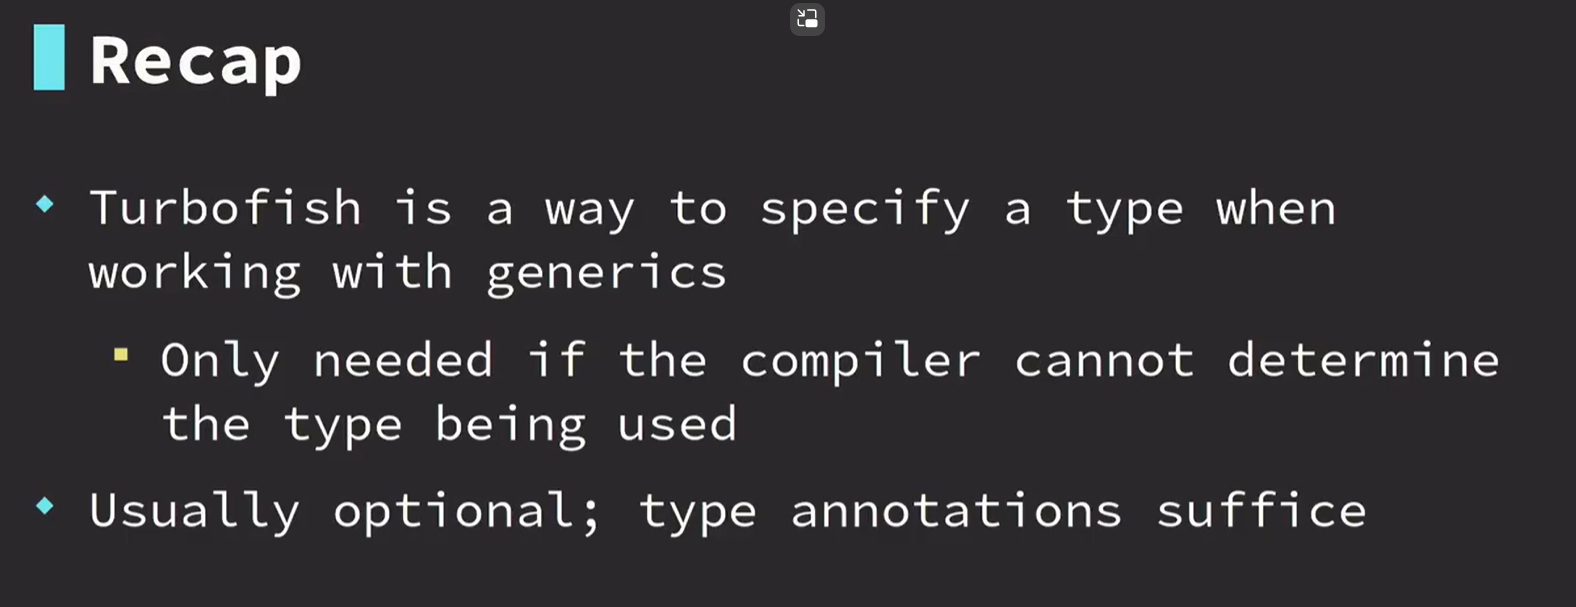 Recap
Turbofish is a way to specify a type when
working with generics
Only needed if the compiler cannot determine
the type being used
Usually optional; type annotations suffice